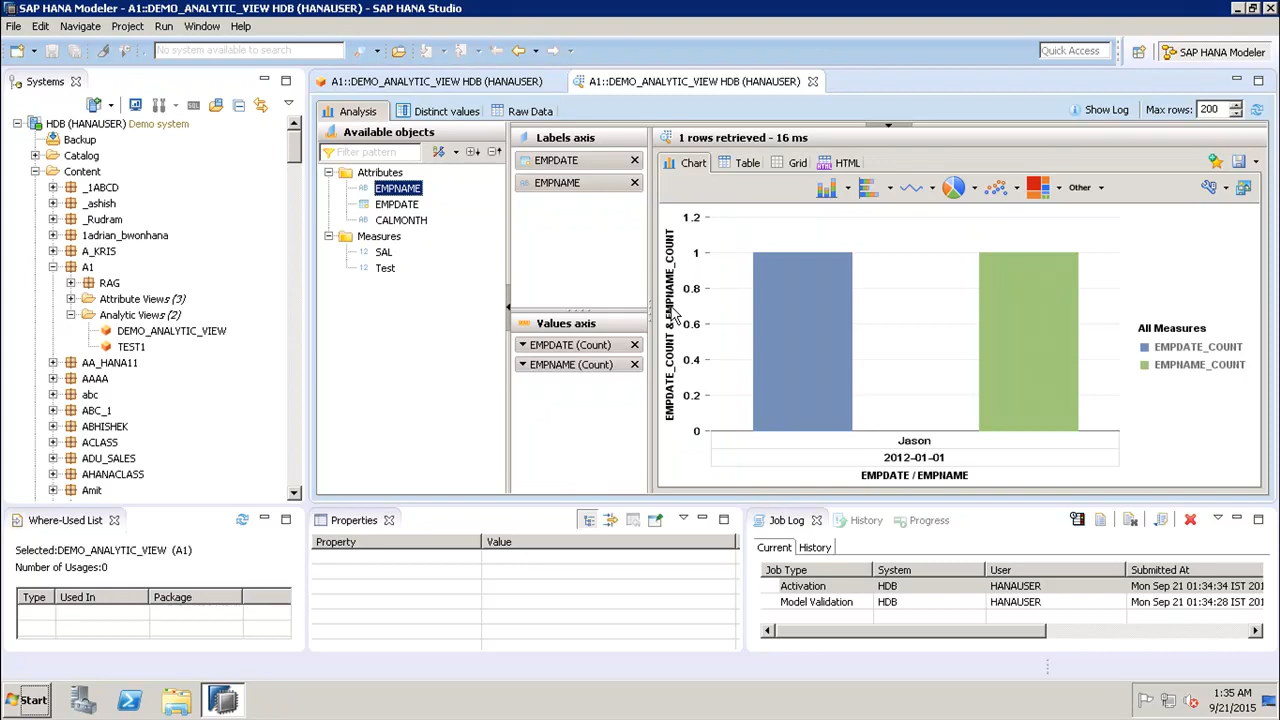 SAP HANA Modeler - A1::DEMO_ANALYTIC_VIEW HDB (HANAUSER) - SAP HANA Studio
File Edit Navigate Project Run Window Help
No system available to search
Quick Access
SAP HANA Modeler
Systems
HDB (HANAUSER) Demo system
Backup
Catalog
Content
_1ABCD
_ashish
_Rudram
1adrian_bwonhana
A_KRIS
A1
RAG
Attribute Views (3)
Analytic Views (2)
DEMO_ANALYTIC_VIEW
TEST1
AA_HANA11
AAAA
abc
ABC_1
ABHISHEK
ACLASS
ADU_SALES
AHANACLASS
Amit
A1::DEMO_ANALYTIC_VIEW HDB (HANAUSER)
A1::DEMO_ANALYTIC_VIEW HDB (HANAUSER)
Analysis
Distinct values
Raw Data
Show Log
Max rows: 200
Available objects
Filter pattern
Attributes
AB EMPNAME
EMPDATE
AB CALMONTH
Measures
12 SAL
12 Test
Labels axis
EMPDATE
EMPNAME
Values axis
EMPDATE (Count)
EMPNAME (Count)
1 rows retrieved - 16 ms
Chart
Table
Grid
HTML
Other
EMPDATE_COUNT & EMPNAME_COUNT
1.2
1
0.8
0.6
0.4
0.2
0
Jason
2012-01-01
EMPDATE / EMPNAME
All Measures
EMPDATE_COUNT
EMPNAME_COUNT
Where-Used List
Selected:DEMO_ANALYTIC_VIEW (A1)
Number of Usages:0
Type Used In Package
Properties
Property Value
Job Log
History
Progress
Current History
Job Type System User Submitted At
Activation HDB HANAUSER Mon Sep 21 01:34:34 IST 201
Model Validation HDB HANAUSER Mon Sep 21 01:34:28 IST 201
Start
1:35 AM
9/21/2015